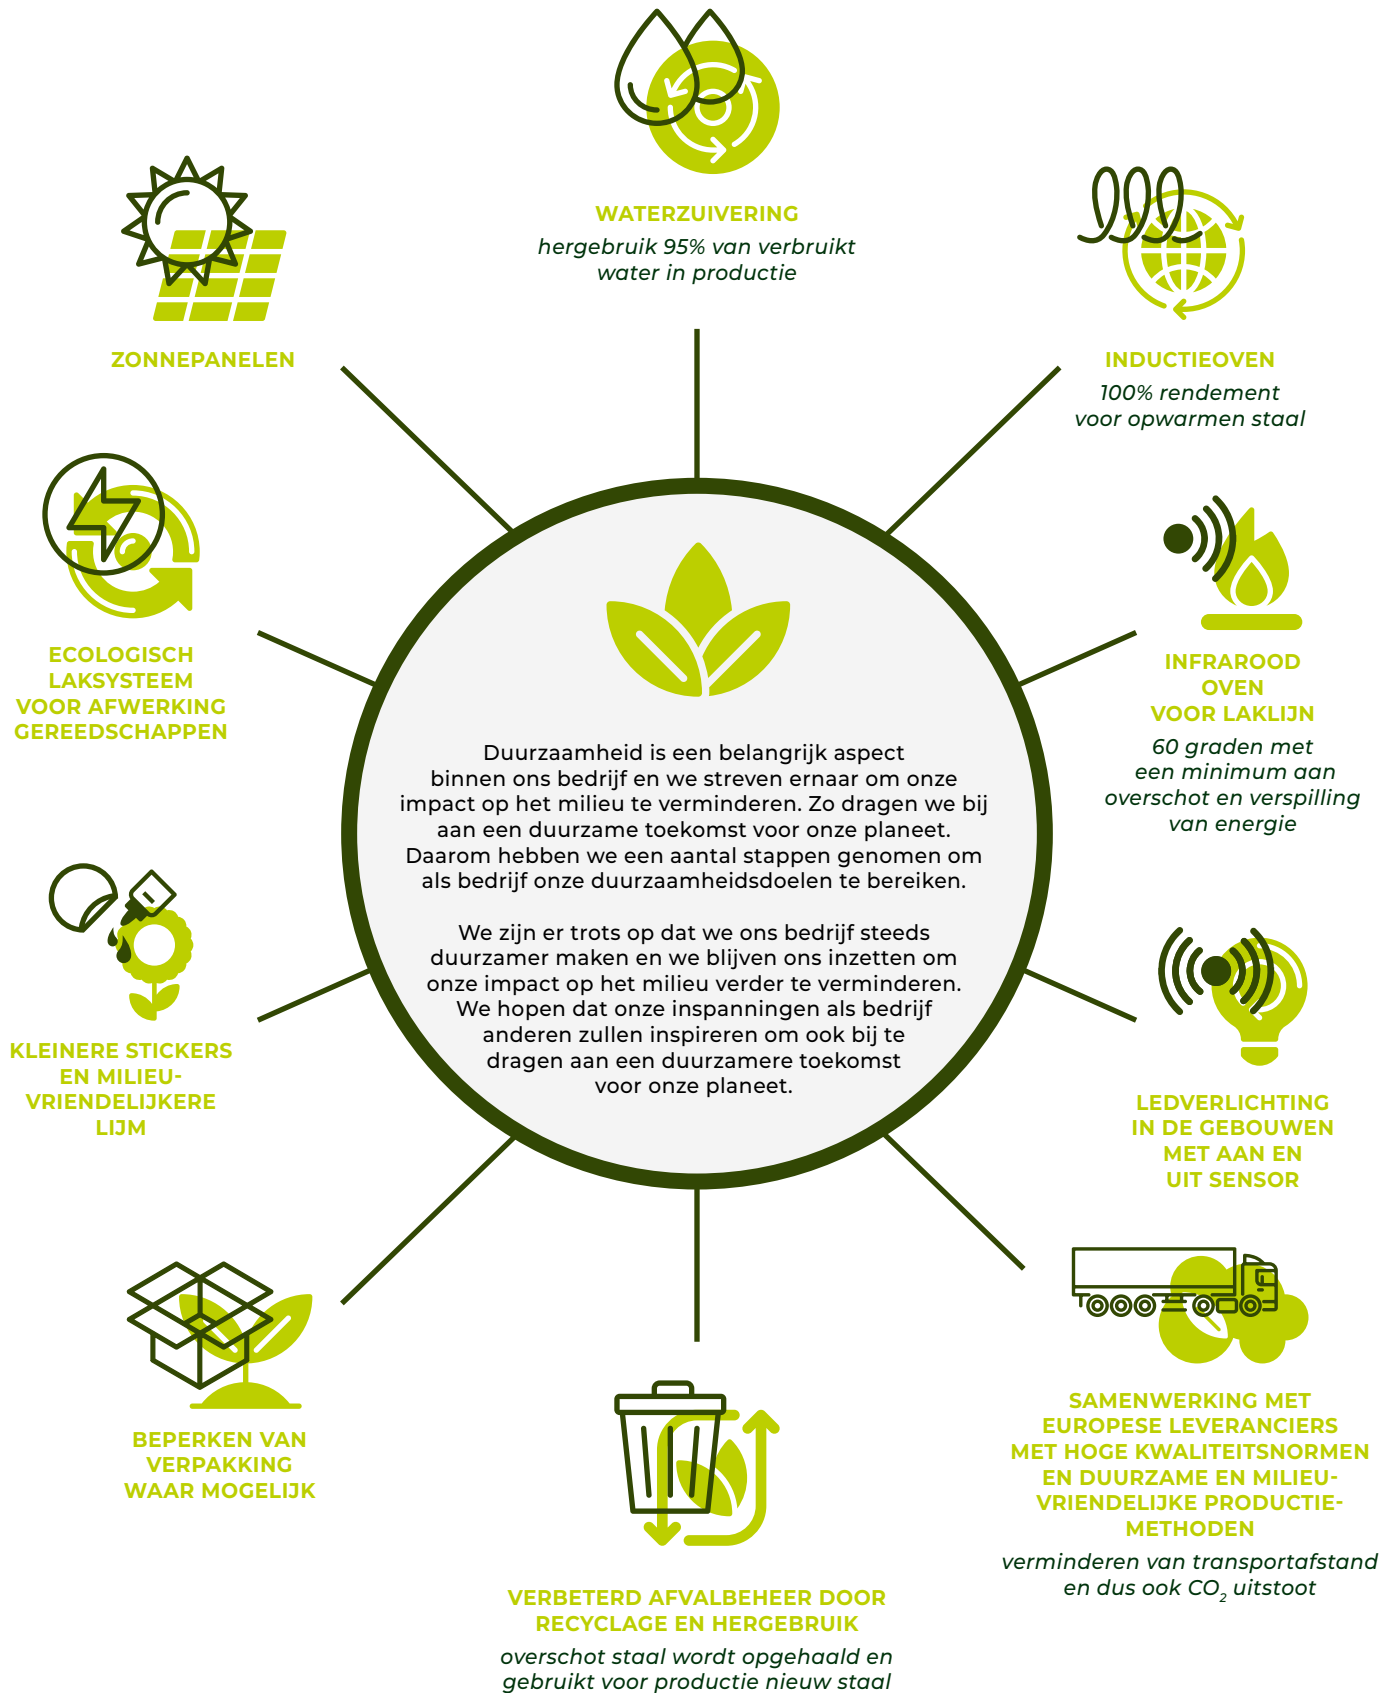 WATERZUIVERING
hergebruik 95% van verbruikt
water in productie
ZONNEPANELEN
INDUCTIEOVEN
100% rendement
voor opwarmen staal
ECOLOGISCH
LAKSYSTEEM
VOOR AFWERKING
GEREEDSCHAPPEN
INFRAROOD
OVEN
VOOR LAKLIJN
60 graden met
een minimum aan
overschot en verspilling
van energie
Duurzaamheid is een belangrijk aspect
binnen ons bedrijf en we streven ernaar om onze
impact op het milieu te verminderen. Zo dragen we bij
aan een duurzame toekomst voor onze planeet.
Daarom hebben we een aantal stappen genomen om
als bedrijf onze duurzaamheidsdoelen te bereiken.
We zijn er trots op dat we ons bedrijf steeds
duurzamer maken en we blijven ons inzetten om
onze impact op het milieu verder te verminderen.
We hopen dat onze inspanningen als bedrijf
anderen zullen inspireren om ook bij te
dragen aan een duurzamere toekomst
voor onze planeet.
KLEINERE STICKERS
EN MILIEU-
VRIENDELIJKERE
LIJM
LEDVERLICHTING
IN DE GEBOUWEN
MET AAN EN
UIT SENSOR
BEPERKEN VAN
VERPAKKING
WAAR MOGELIJK
SAMENWERKING MET
EUROPESE LEVERANCIERS
MET HOGE KWALITEITSNORMEN
EN DUURZAME EN MILIEU-
VRIENDELIJKE PRODUCTIE-
METHODEN
verminderen van transportafstand
en dus ook CO₂ uitstoot
VERBETERD AFVALBEHEER DOOR
RECYCLAGE EN HERGEBRUIK
overschot staal wordt opgehaald en
gebruikt voor productie nieuw staal